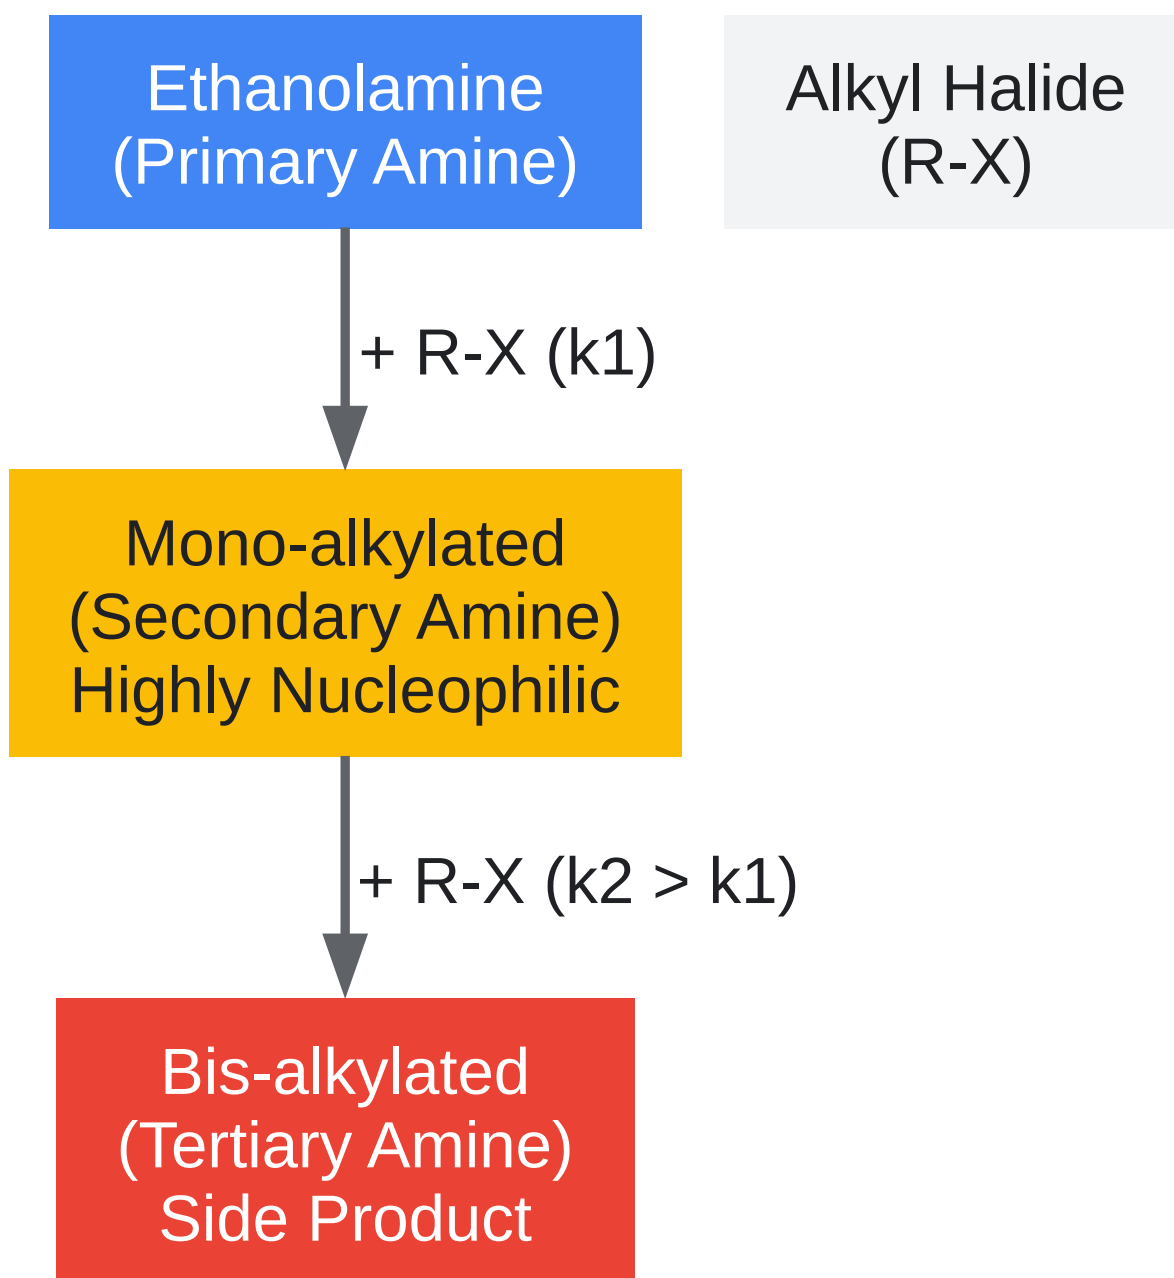 Ethanolamine
(Primary Amine)
Alkyl Halide
(R-X)
+ R-X (k1)
Mono-alkylated
(Secondary Amine)
Highly Nucleophilic
+ R-X (k2 > k1)
Bis-alkylated
(Tertiary Amine)
Side Product